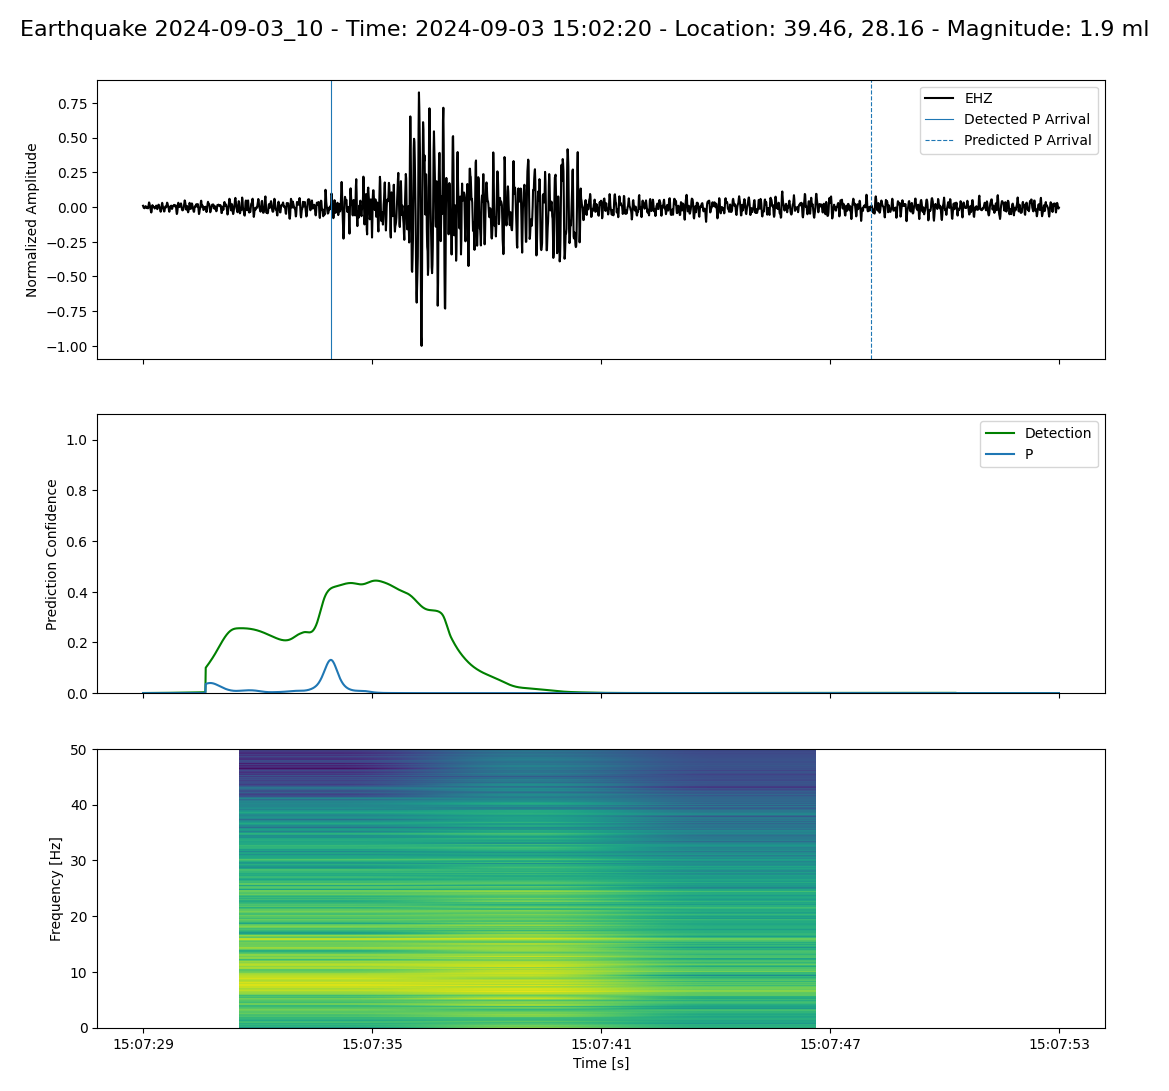 Earthquake 2024-09-03_10 - Time: 2024-09-03 15:02:20 - Location: 39.46, 28.16 - Magnitude: 1.9 ml
Normalized Amplitude
0.75
0.50
0.25
0.00
−0.25
−0.50
−0.75
−1.00
EHZ
Detected P Arrival
Predicted P Arrival
Prediction Confidence
1.0
0.8
0.6
0.4
0.2
0.0
Detection
P
Frequency [Hz]
50
40
30
20
10
0
15:07:29 15:07:35 15:07:41 15:07:47 15:07:53
Time [s]